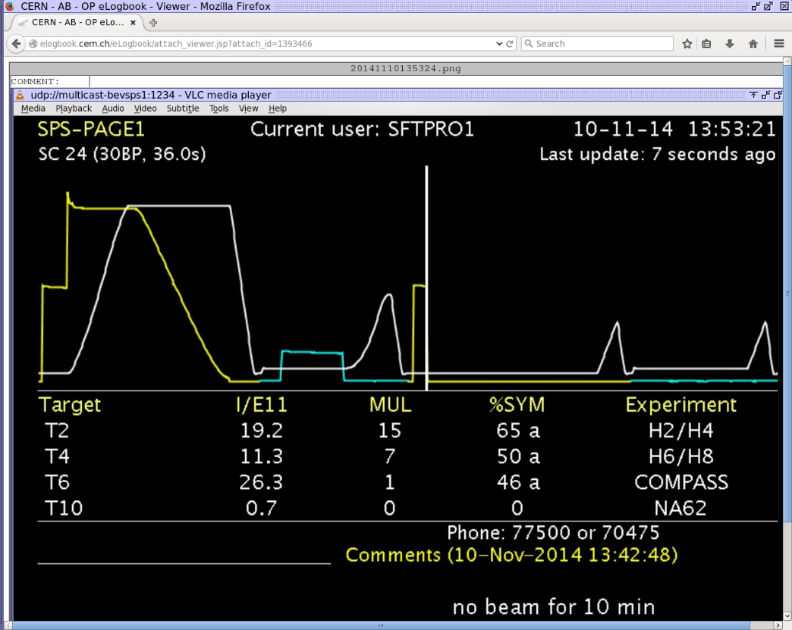 CERN - AB - OP eLogbook - Viewer - Mozilla Firefox
CERN - AB - OP eLo...
elogbook.cern.ch/eLogbook/attach_viewer.jsp?attach_id=1393466
Search
20141110135324.png
COMMENT:
udp://multicast-bevsps1:1234 - VLC media player
Media Playback Audio Video Subtitle Tools View Help
SPS-PAGE1 Current user: SFTPRO1 10-11-14 13:53:21
SC 24 (30BP, 36.0s) Last update: 7 seconds ago
Target I/E11 MUL %SYM Experiment
T2 19.2 15 65 a H2/H4
T4 11.3 7 50 a H6/H8
T6 26.3 1 46 a COMPASS
T10 0.7 0 0 NA62
Phone: 77500 or 70475
Comments (10-Nov-2014 13:42:48)
no beam for 10 min